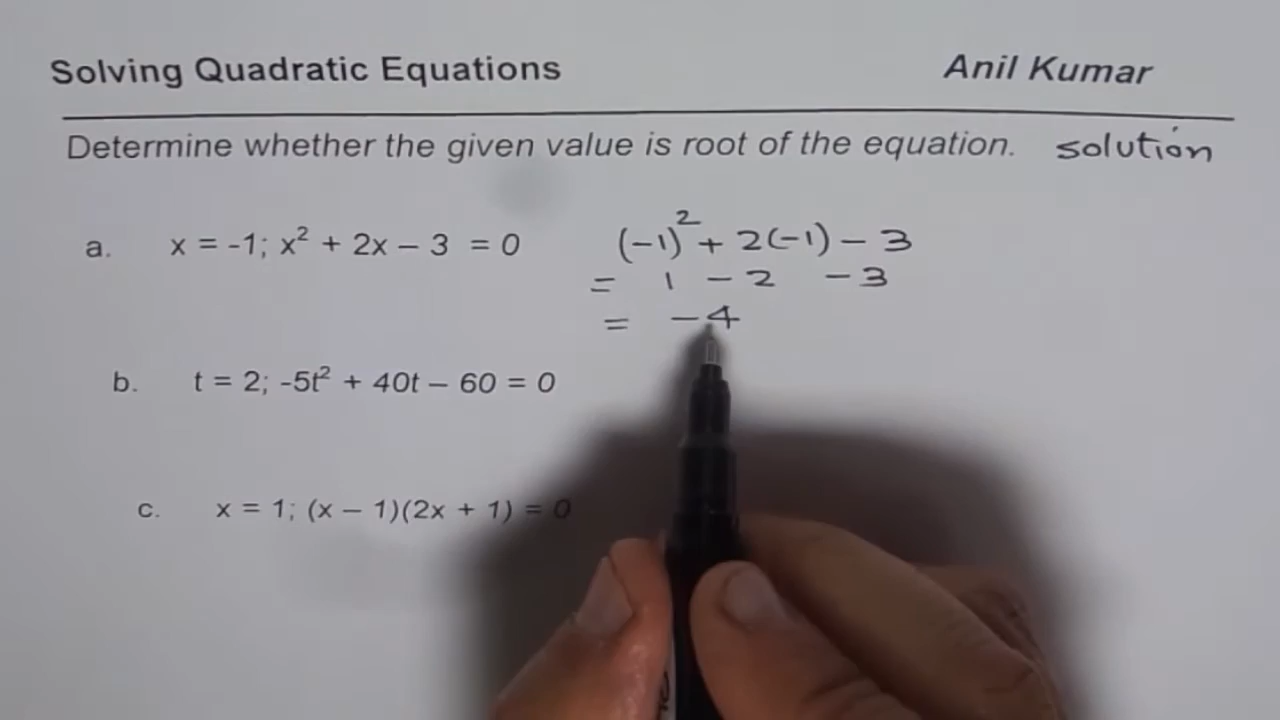 Solving Quadratic Equations Anil Kumar
Determine whether the given value is root of the equation. solution
a. x = -1; x² + 2x – 3 = 0 (-1)² + 2(-1) - 3
= 1 - 2 - 3
= -4
b. t = 2; -5t² + 40t – 60 = 0
c. x = 1; (x – 1)(2x + 1) = 0